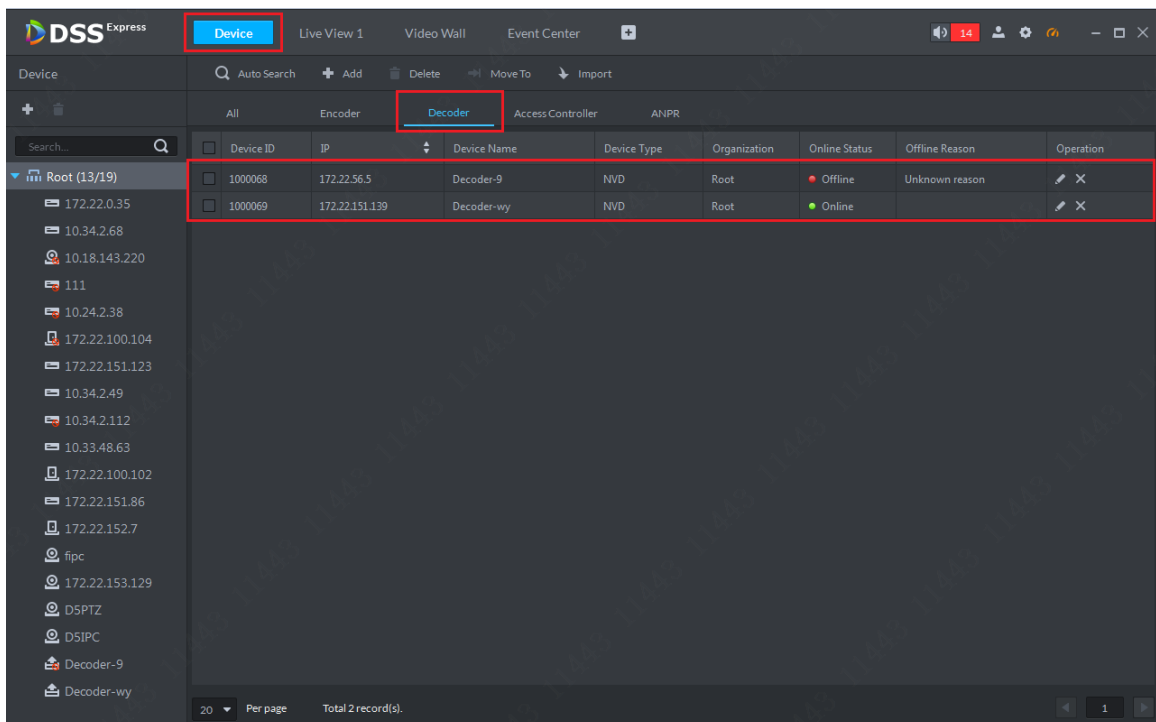 DSS Express Device Live View 1 Video Wall Event Center 14
Device Auto Search Add Delete Move To Import
All Encoder Decoder Access Controller ANPR
Search... Device ID IP Device Name Device Type Organization Online Status Offline Reason Operation
Root (13/19) 1000068 172.22.56.5 Decoder-9 NVD Root Offline Unknown reason
172.22.0.35 1000069 172.22.151.139 Decoder-wy NVD Root Online
10.34.2.68
10.18.143.220
111
10.24.2.38
172.22.100.104
172.22.151.123
10.34.2.49
10.34.2.112
10.33.48.63
172.22.100.102
172.22.151.86
172.22.152.7
fipc
172.22.153.129
D5PTZ
D5IPC
Decoder-9
Decoder-wy
20 Per page Total 2 record(s). 1